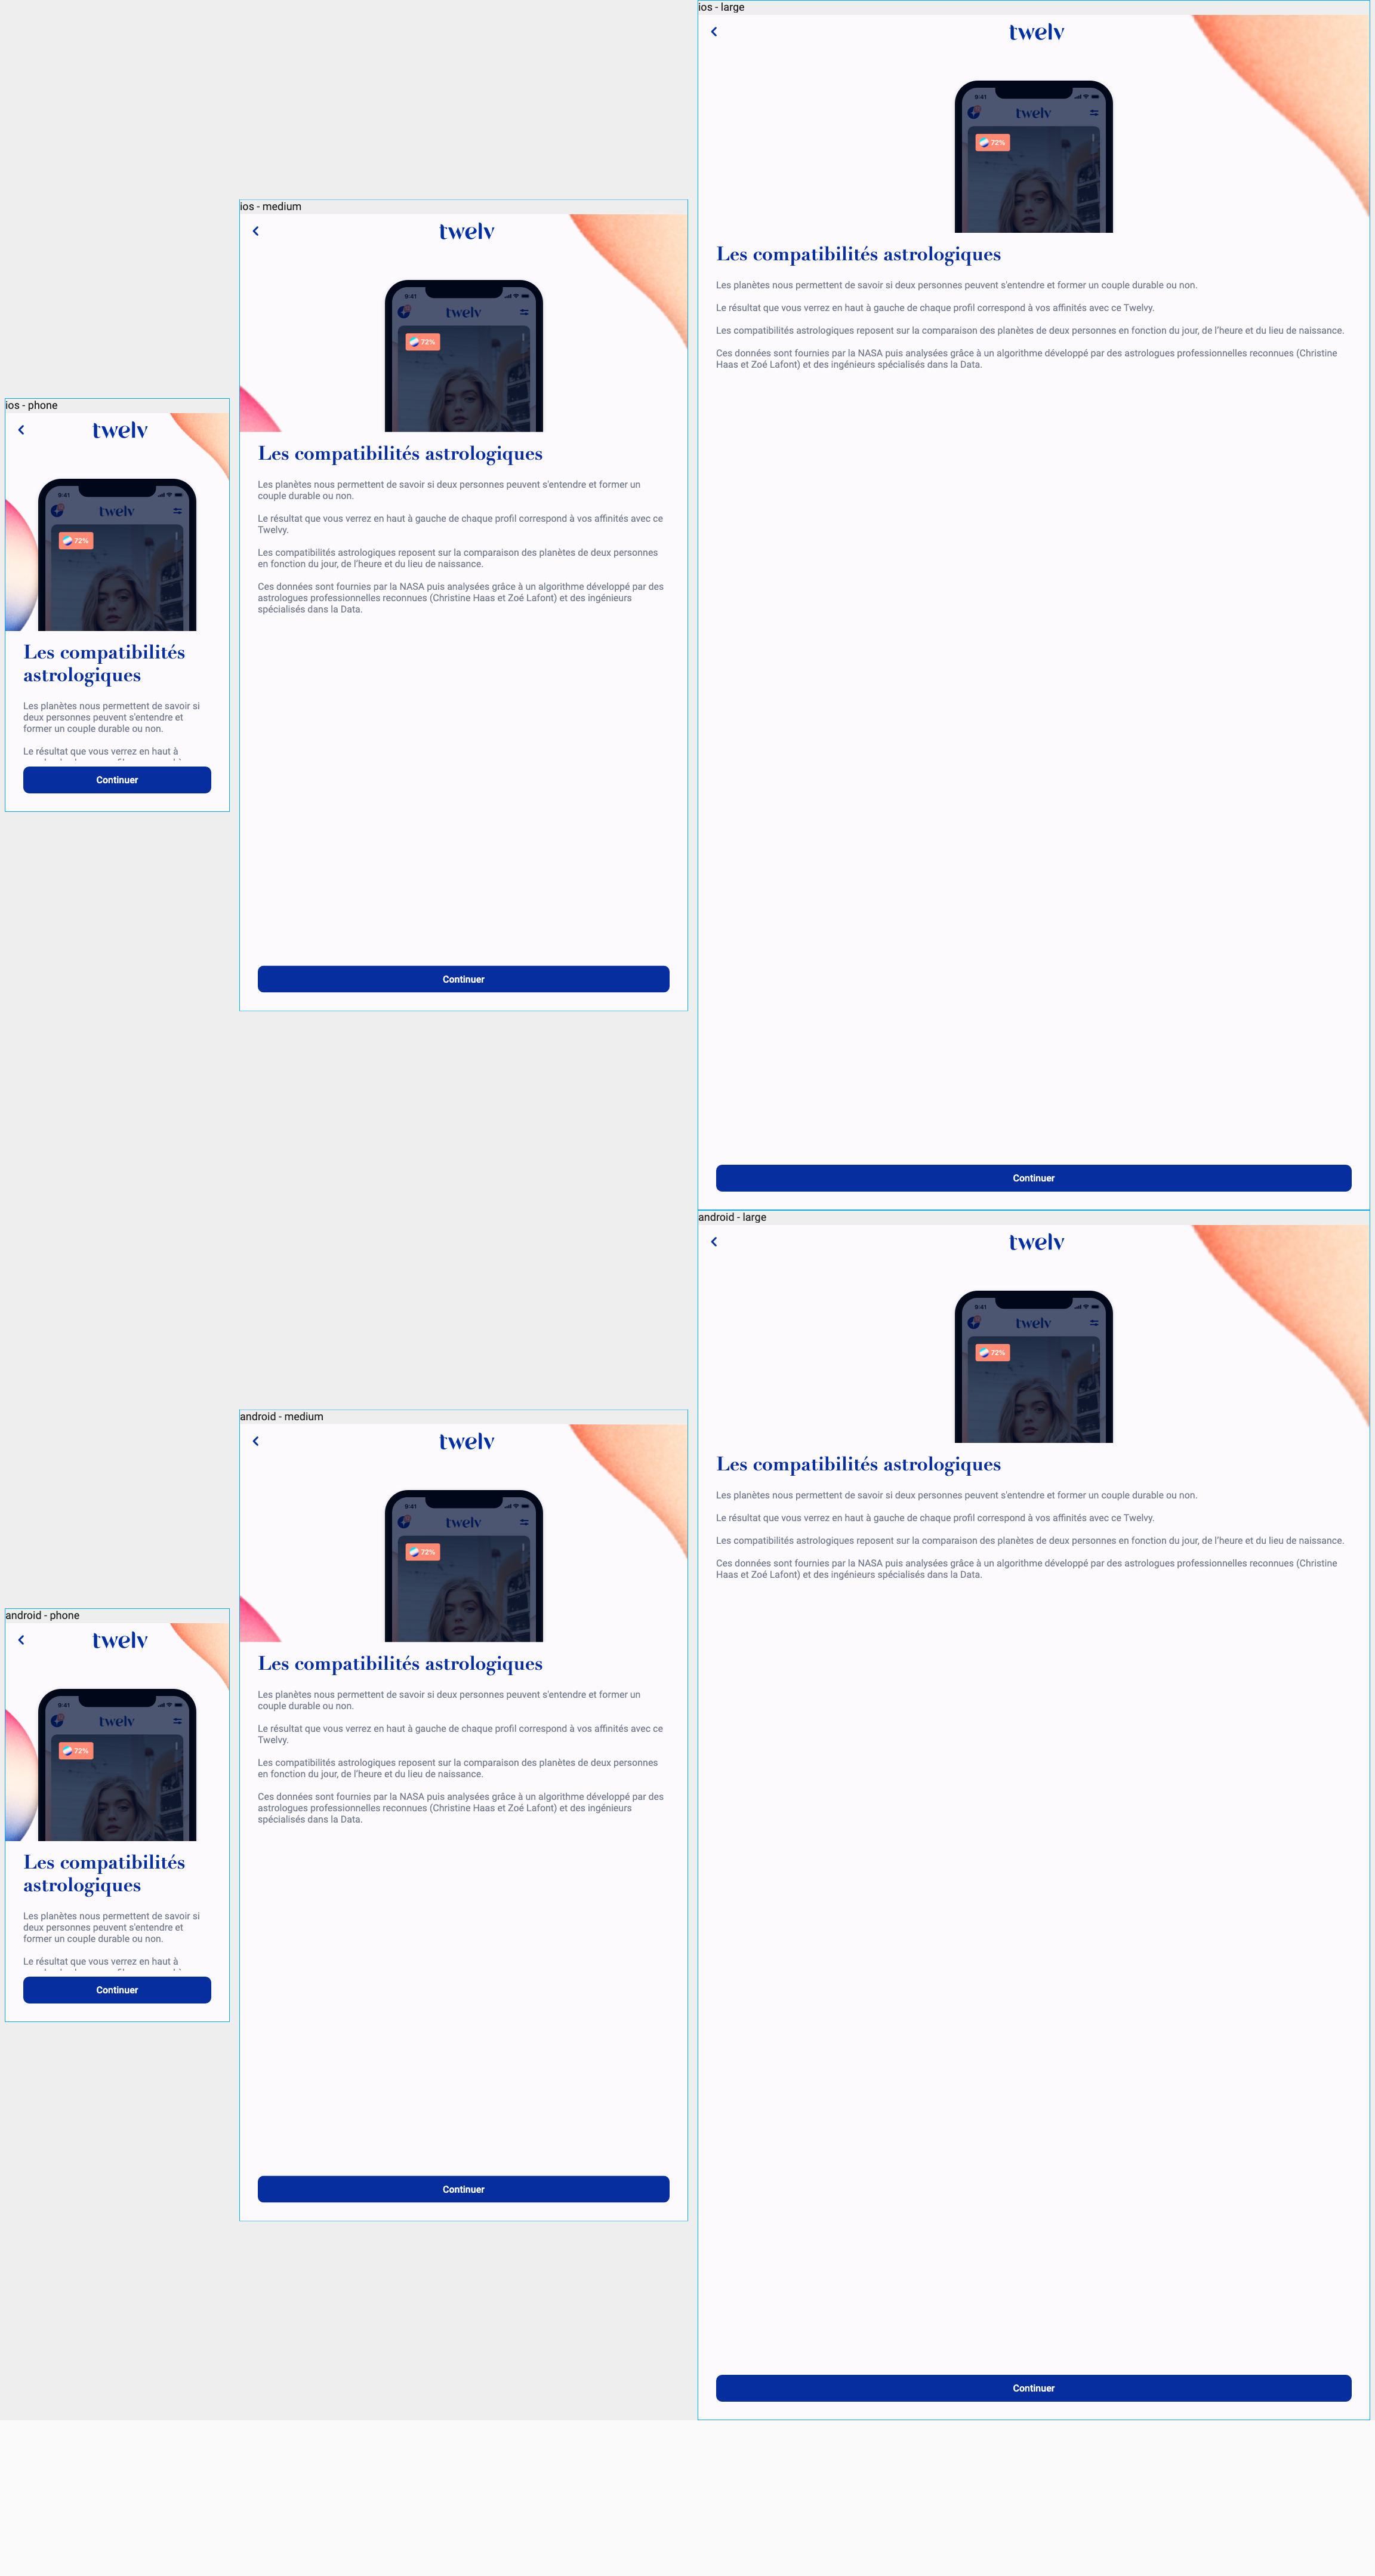 ios - large
twelv
9:41
twelv
72%
Les compatibilités astrologiques
Les planètes nous permettent de savoir si deux personnes peuvent s'entendre et former un couple durable ou non.
Le résultat que vous verrez en haut à gauche de chaque profil correspond à vos affinités avec ce Twelvy.
Les compatibilités astrologiques reposent sur la comparaison des planètes de deux personnes en fonction du jour, de l'heure et du lieu de naissance.
Ces données sont fournies par la NASA puis analysées grâce à un algorithme développé par des astrologues professionnelles reconnues (Christine
Haas et Zoé Lafont) et des ingénieurs spécialisés dans la Data.
Continuer
ios - medium
twelv
9:41
twelv
72%
Les compatibilités astrologiques
Les planètes nous permettent de savoir si deux personnes peuvent s'entendre et former un
couple durable ou non.
Le résultat que vous verrez en haut à gauche de chaque profil correspond à vos affinités avec ce
Twelvy.
Les compatibilités astrologiques reposent sur la comparaison des planètes de deux personnes
en fonction du jour, de l'heure et du lieu de naissance.
Ces données sont fournies par la NASA puis analysées grâce à un algorithme développé par des
astrologues professionnelles reconnues (Christine Haas et Zoé Lafont) et des ingénieurs
spécialisés dans la Data.
Continuer
ios - phone
twelv
9:41
twelv
72%
Les compatibilités
astrologiques
Les planètes nous permettent de savoir si
deux personnes peuvent s'entendre et
former un couple durable ou non.
Le résultat que vous verrez en haut à
Continuer
android - large
twelv
9:41
twelv
72%
Les compatibilités astrologiques
Les planètes nous permettent de savoir si deux personnes peuvent s'entendre et former un couple durable ou non.
Le résultat que vous verrez en haut à gauche de chaque profil correspond à vos affinités avec ce Twelvy.
Les compatibilités astrologiques reposent sur la comparaison des planètes de deux personnes en fonction du jour, de l'heure et du lieu de naissance.
Ces données sont fournies par la NASA puis analysées grâce à un algorithme développé par des astrologues professionnelles reconnues (Christine
Haas et Zoé Lafont) et des ingénieurs spécialisés dans la Data.
Continuer
android - medium
twelv
9:41
twelv
72%
Les compatibilités astrologiques
Les planètes nous permettent de savoir si deux personnes peuvent s'entendre et former un
couple durable ou non.
Le résultat que vous verrez en haut à gauche de chaque profil correspond à vos affinités avec ce
Twelvy.
Les compatibilités astrologiques reposent sur la comparaison des planètes de deux personnes
en fonction du jour, de l'heure et du lieu de naissance.
Ces données sont fournies par la NASA puis analysées grâce à un algorithme développé par des
astrologues professionnelles reconnues (Christine Haas et Zoé Lafont) et des ingénieurs
spécialisés dans la Data.
Continuer
android - phone
twelv
9:41
twelv
72%
Les compatibilités
astrologiques
Les planètes nous permettent de savoir si
deux personnes peuvent s'entendre et
former un couple durable ou non.
Le résultat que vous verrez en haut à
Continuer